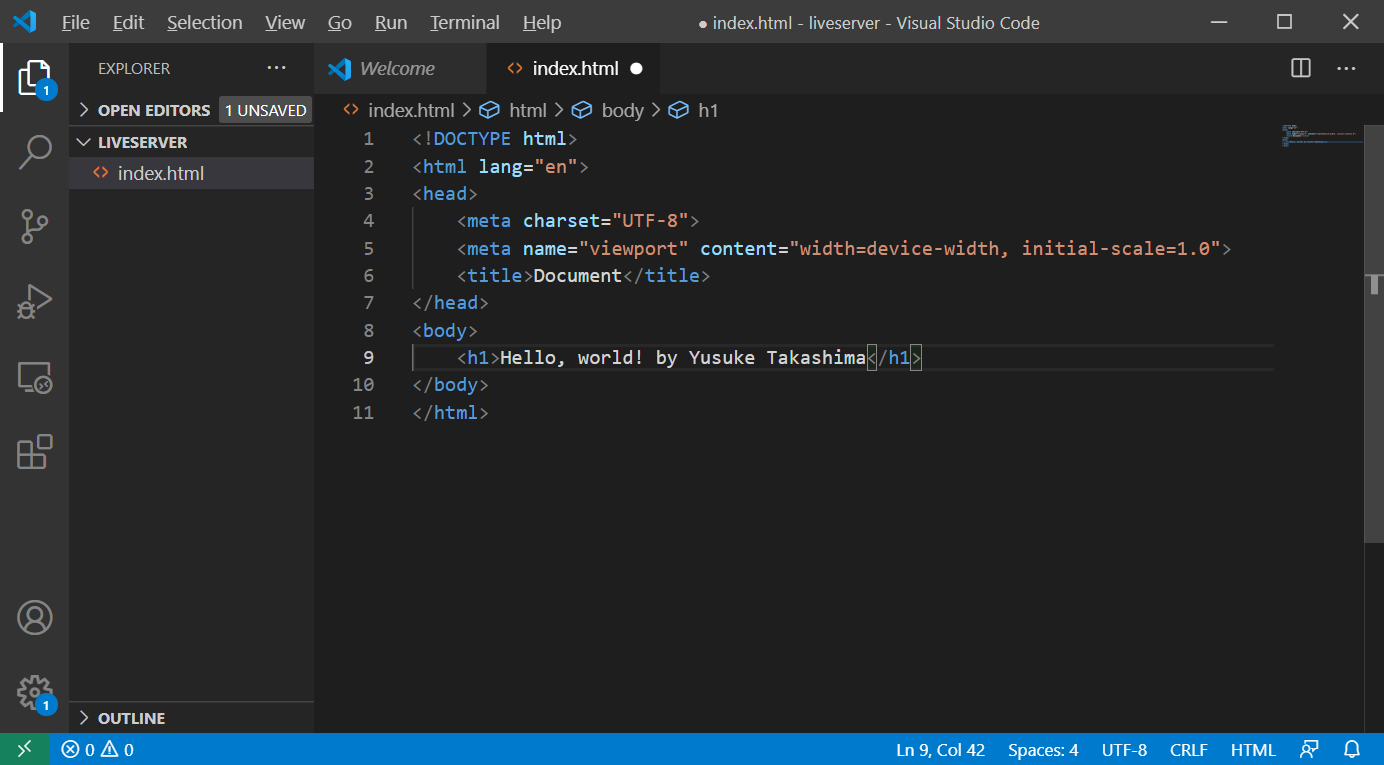 File Edit Selection View Go Run Terminal Help ● index.html - liveserver - Visual Studio Code
EXPLORER ···
1
OPEN EDITORS 1 UNSAVED
LIVESERVER
<> index.html
OUTLINE
1
Welcome <> index.html ●
<> index.html > html > body > h1
1 <!DOCTYPE html>
2 <html lang="en">
3 <head>
4     <meta charset="UTF-8">
5     <meta name="viewport" content="width=device-width, initial-scale=1.0">
6     <title>Document</title>
7 </head>
8 <body>
9     <h1>Hello, world! by Yusuke Takashima</h1>
10 </body>
11 </html>
0 0 Ln 9, Col 42 Spaces: 4 UTF-8 CRLF HTML